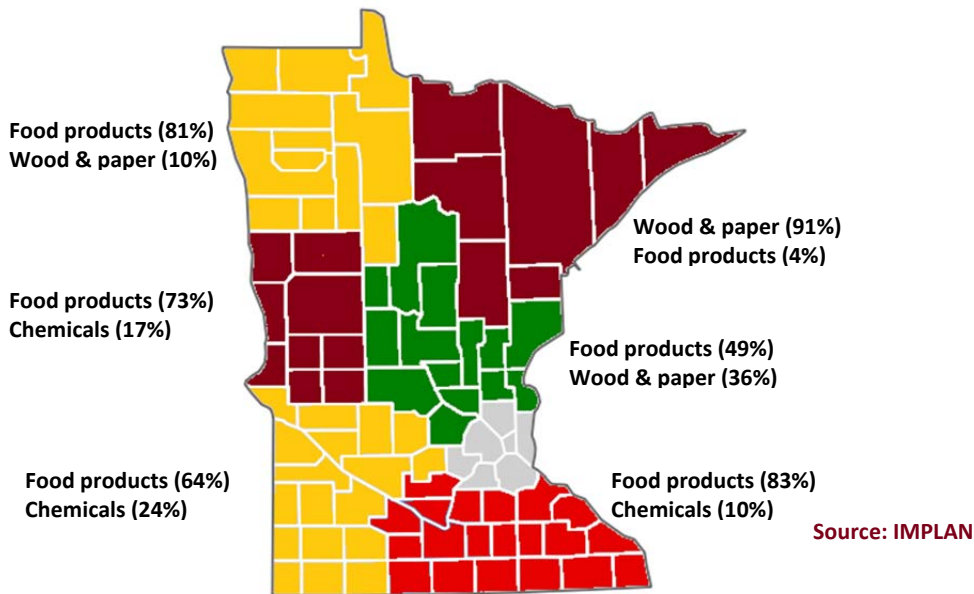 Food products (81%)
Wood & paper (10%)
Wood & paper (91%)
Food products (4%)
Food products (73%)
Chemicals (17%)
Food products (49%)
Wood & paper (36%)
Food products (64%)
Chemicals (24%)
Food products (83%)
Chemicals (10%)
Source: IMPLAN